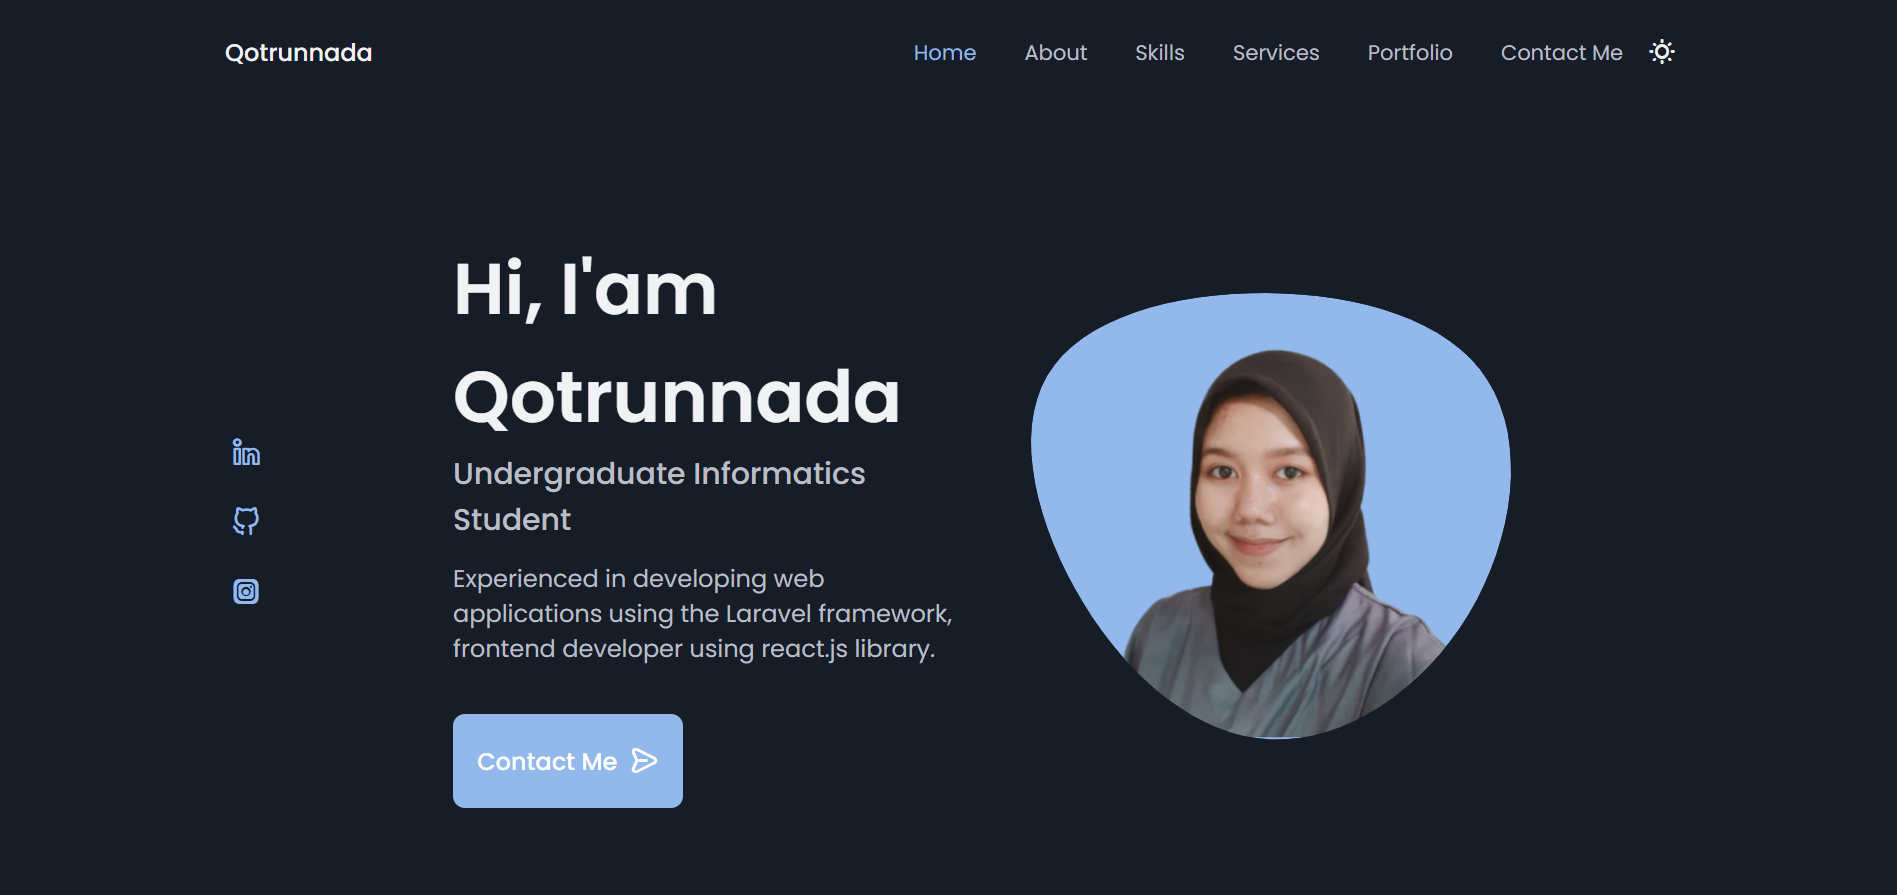 Qotrunnada
Home About Skills Services Portfolio Contact Me
Hi, I'am
Qotrunnada
Undergraduate Informatics
Student
Experienced in developing web
applications using the Laravel framework,
frontend developer using react.js library.
Contact Me